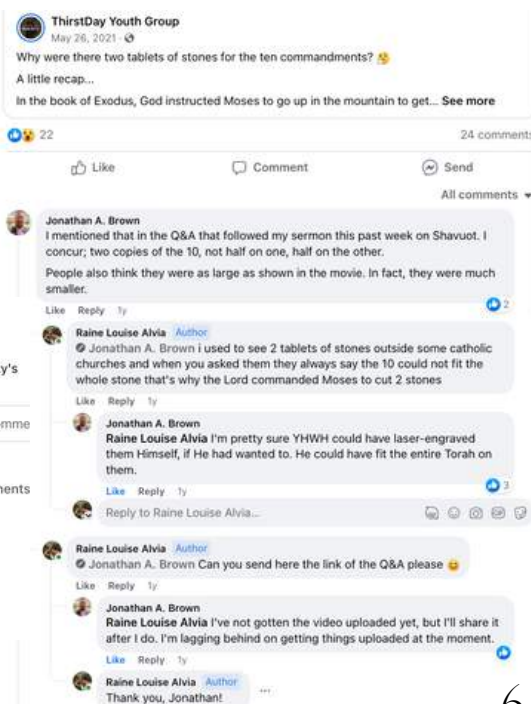 ThirstDay Youth Group
May 26, 2021 ·
Why were there two tablets of stones for the ten commandments?
A little recap...
In the book of Exodus, God instructed Moses to go up in the mountain to get... See more
22
24 comments
Like
Comment
Send
All comments
Jonathan A. Brown
I mentioned that in the Q&A that followed my sermon this past week on Shavuot. I
concur; two copies of the 10, not half on one, half on the other.
People also think they were as large as shown in the movie. In fact, they were much
smaller.
Like Reply 1y
2
Raine Louise Alvia Author
Jonathan A. Brown i used to see 2 tablets of stones outside some catholic
churches and when you asked them they always say the 10 could not fit the
whole stone that's why the Lord commanded Moses to cut 2 stones
Like Reply 1y
y's
Jonathan A. Brown
Raine Louise Alvia I'm pretty sure YHWH could have laser-engraved
them Himself, if He had wanted to. He could have fit the entire Torah on
them.
Like Reply 1y
3
omme
nents
Reply to Raine Louise Alvia...
GIF
Raine Louise Alvia Author
Jonathan A. Brown Can you send here the link of the Q&A please
Like Reply 1y
Jonathan A. Brown
Raine Louise Alvia I've not gotten the video uploaded yet, but I'll share it
after I do. I'm lagging behind on getting things uploaded at the moment.
Like Reply 1y
Raine Louise Alvia Author
Thank you, Jonathan!
...
6